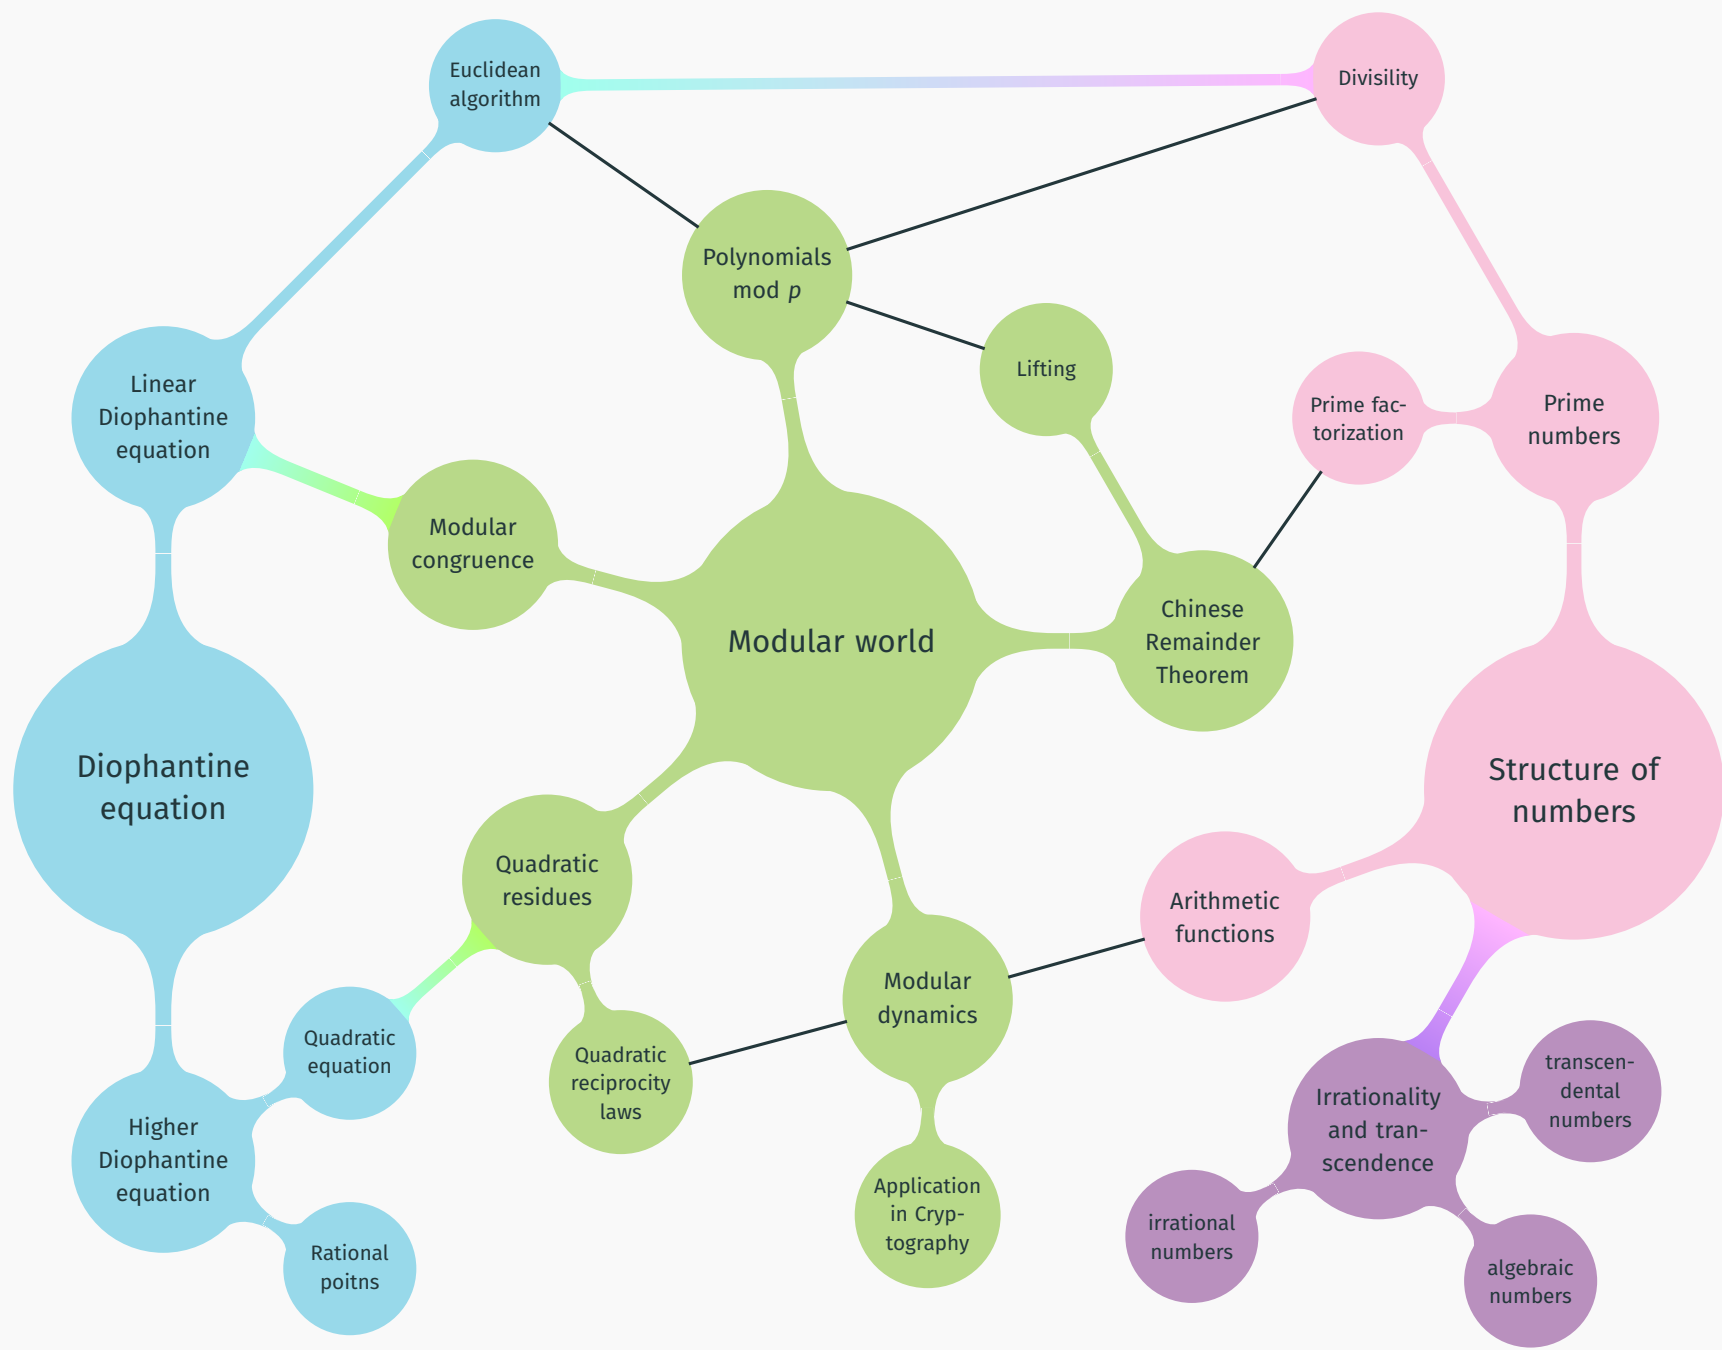 Euclidean
algorithm
Divisility
Polynomials
mod p
Lifting
Linear
Diophantine
equation
Prime fac-
torization
Prime
numbers
Modular
congruence
Modular world
Chinese
Remainder
Theorem
Diophantine
equation
Structure of
numbers
Quadratic
residues
Arithmetic
functions
Modular
dynamics
Quadratic
equation
Quadratic
reciprocity
laws
Higher
Diophantine
equation
Irrationality
and tran-
scendence
transcen-
dental
numbers
Application
in Cryp-
tography
irrational
numbers
Rational
poitns
algebraic
numbers